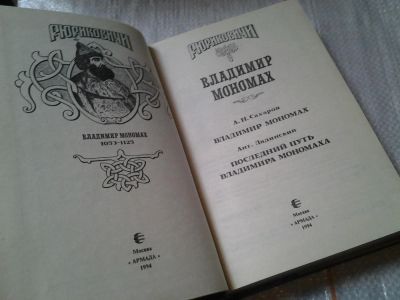 РЮРИКОВИЧИ
ВЛАДИМИР МОНОМАХ
1053-1125
Москва
«АРМАДА»
1994
РЮРИКОВИЧИ
ВЛАДИМИР
МОНОМАХ
А. Н. Сахаров
ВЛАДИМИР МОНОМАХ
Ант. Ладинский
ПОСЛЕДНИЙ ПУТЬ
ВЛАДИМИРА МОНОМАХА
Москва
«АРМАДА»
1994